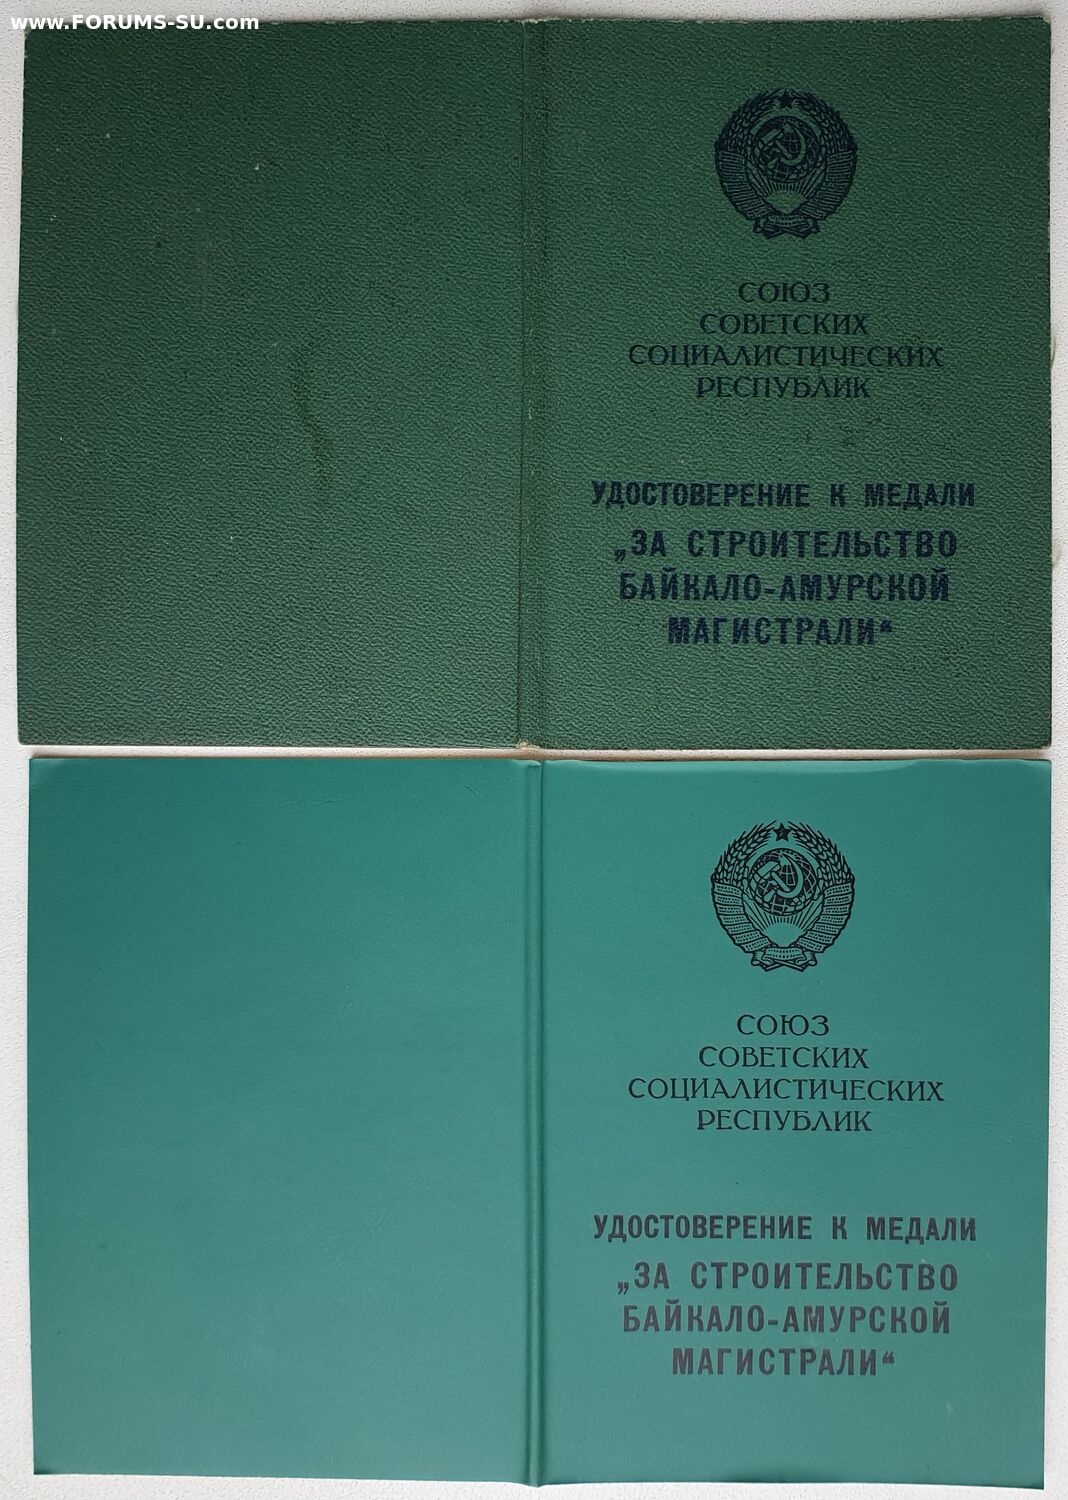 www.FORUMS-SU.com
СОЮЗ
СОВЕТСКИХ
СОЦИАЛИСТИЧЕСКИХ
РЕСПУБЛИК
УДОСТОВЕРЕНИЕ К МЕДАЛИ
„ЗА СТРОИТЕЛЬСТВО
БАЙКАЛО-АМУРСКОЙ
МАГИСТРАЛИ“
СОЮЗ
СОВЕТСКИХ
СОЦИАЛИСТИЧЕСКИХ
РЕСПУБЛИК
УДОСТОВЕРЕНИЕ К МЕДАЛИ
„ЗА СТРОИТЕЛЬСТВО
БАЙКАЛО-АМУРСКОЙ
МАГИСТРАЛИ“